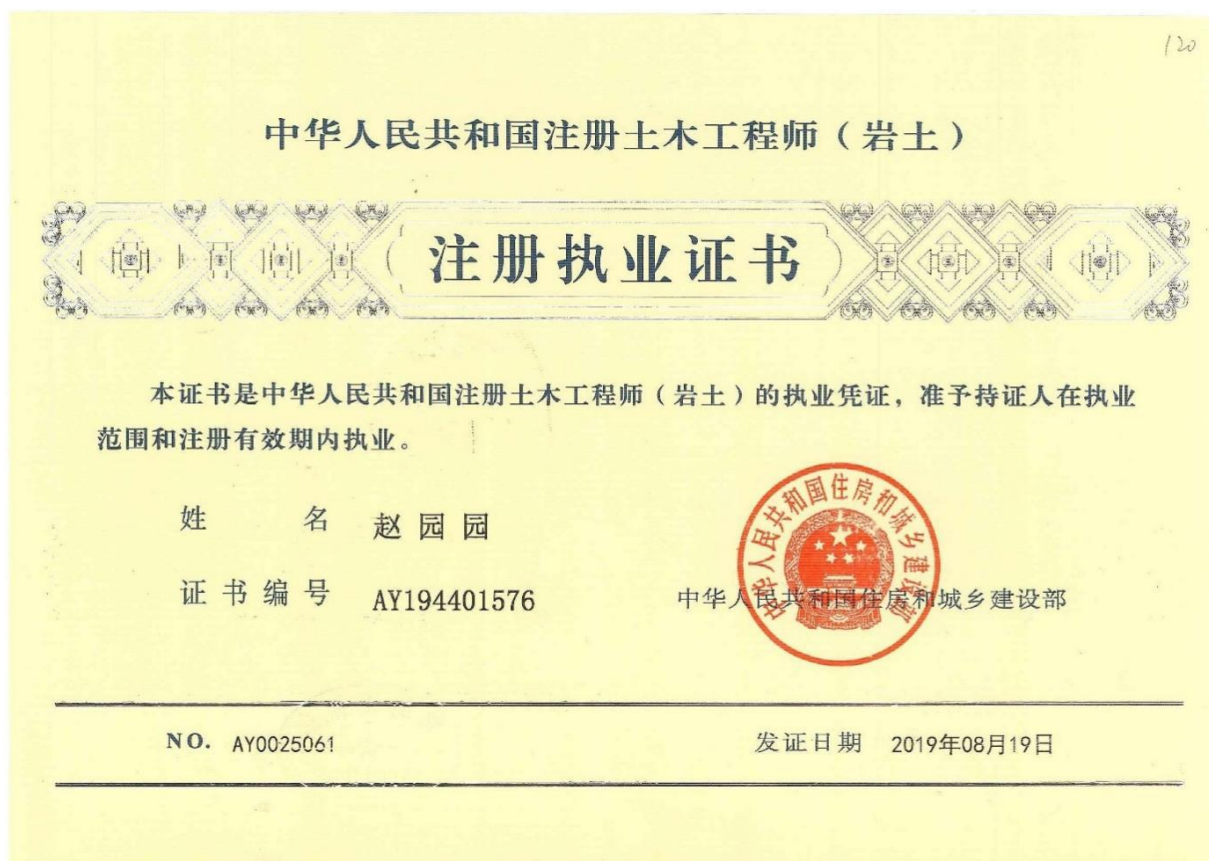 120
中华人民共和国注册土木工程师（岩土）
注册执业证书
本证书是中华人民共和国注册土木工程师（岩土）的执业凭证，准予持证人在执业
范围和注册有效期内执业。
姓 名 赵园园
证书编号 AY194401576
中华人民共和国住房和城乡建设部
中华人民共和国住房和城乡建设部
NO. AY0025061
发证日期 2019年08月19日